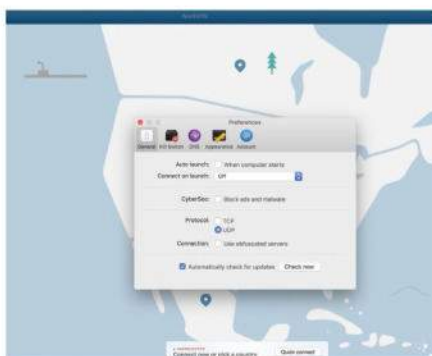 Preferences
General Kill Switch DNS Appearance Account
Auto launch: When computer starts
Connect on launch: Off
CyberSec: Block ads and malware
Protocol: TCP
UDP
Connection: Use obfuscated servers
Automatically check for updates Check now
Connect now or pick a country Quick connect